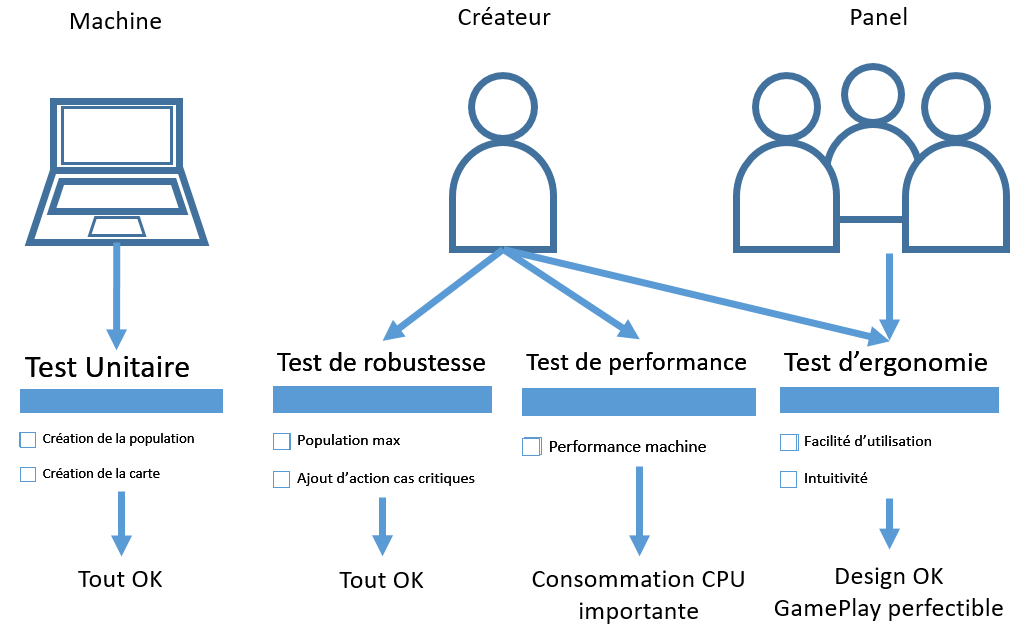 Machine
Créateur
Panel
Test Unitaire
Création de la population
Création de la carte
Tout OK
Test de robustesse
Population max
Ajout d’action cas critiques
Tout OK
Test de performance
Performance machine
Consommation CPU
importante
Test d’ergonomie
Facilité d’utilisation
Intuitivité
Design OK
GamePlay perfectible